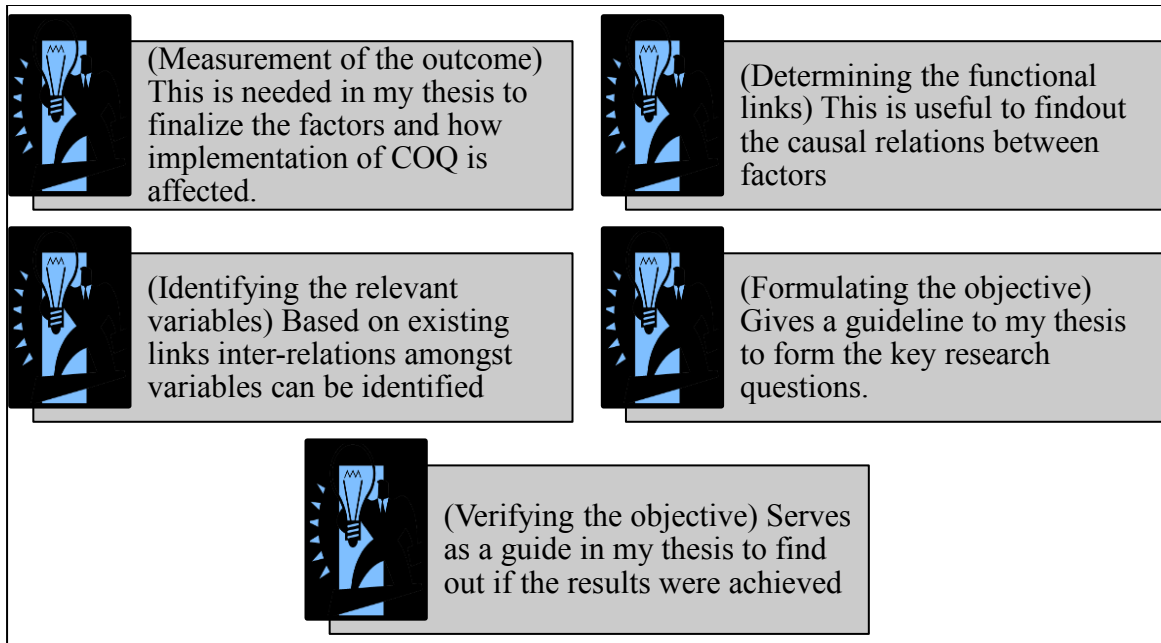 (Measurement of the outcome)
This is needed in my thesis to
finalize the factors and how
implementation of COQ is
affected.
(Determining the functional
links) This is useful to findout
the causal relations between
factors
(Identifying the relevant
variables) Based on existing
links inter-relations amongst
variables can be identified
(Formulating the objective)
Gives a guideline to my thesis
to form the key research
questions.
(Verifying the objective) Serves
as a guide in my thesis to find
out if the results were achieved